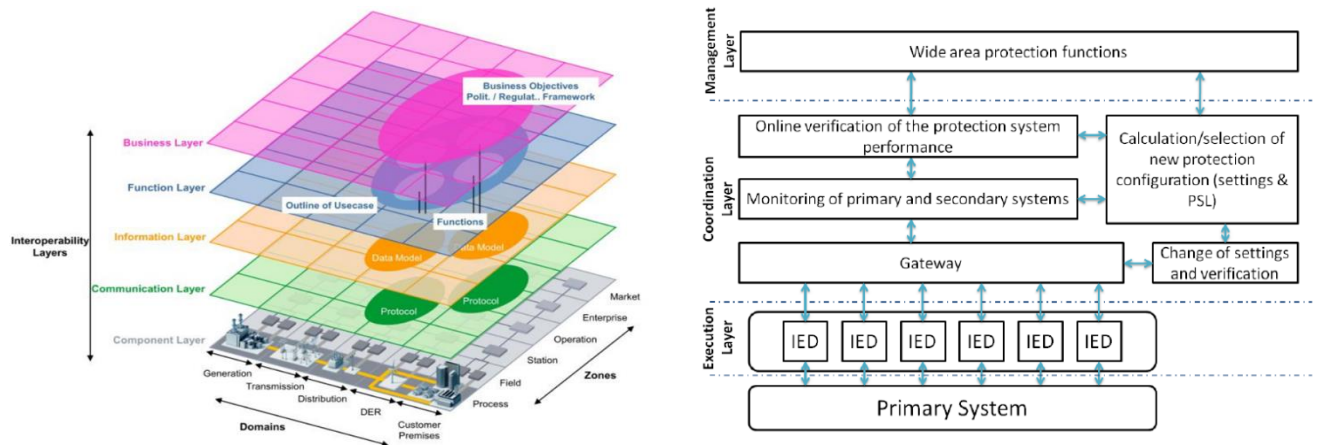 Business Objectives
Polit. / Regulat.. Framework
Business Layer
Function Layer
Outline of Usecase
Functions
Interoperability
Layers
Information Layer
Data Model
Data Model
Communication Layer
Protocol
Protocol
Component Layer
Market
Enterprise
Operation
Station
Field
Process
Zones
Generation
Transmission
Distribution
DER
Customer
Premises
Domains
Management
Layer
Wide area protection functions
Coordination
Layer
Online verification of the protection system
performance
Calculation/selection of
new protection
configuration (settings &
PSL)
Monitoring of primary and secondary systems
Gateway
Change of settings
and verification
Execution
Layer
IED
IED
IED
IED
IED
IED
Primary System